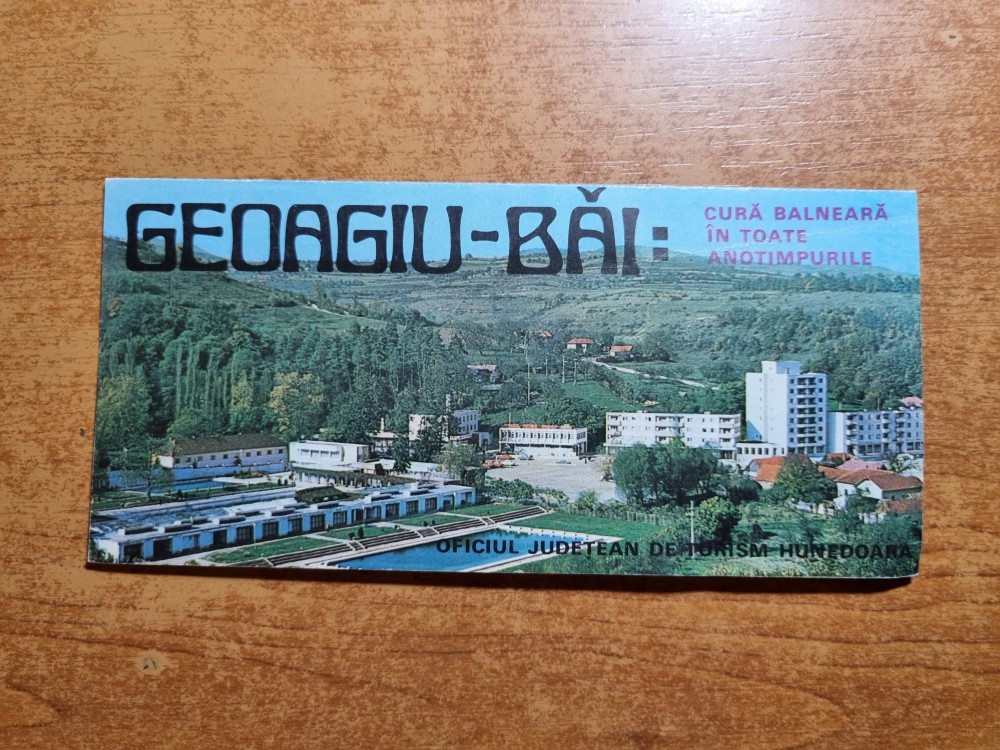 GEOAGIU-BĂI:
CURĂ BALNEARĂ
ÎN TOATE
ANOTIMPURILE
OFICIUL JUDEȚEAN DE TURISM HUNEDOARA